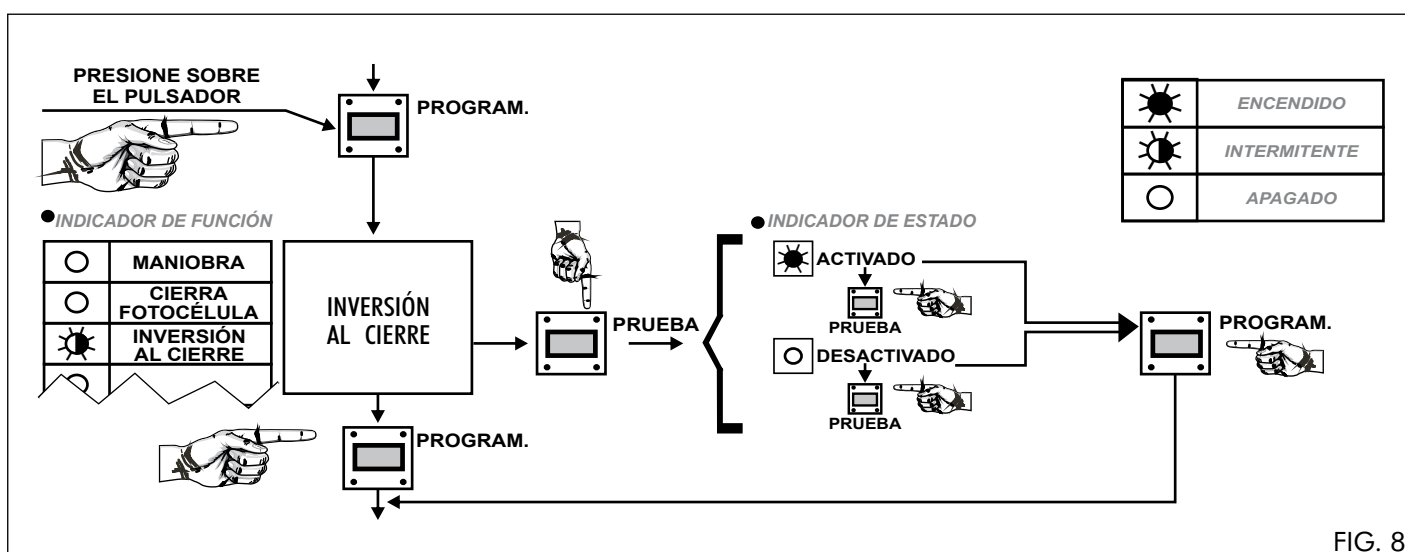 PRESIONE SOBRE
EL PULSADOR
PROGRAM.
ENCENDIDO
INTERMITENTE
APAGADO
INDICADOR DE FUNCIÓN
MANIOBRA
CIERRA
FOTOCÉLULA
INVERSIÓN
AL CIERRE
INVERSIÓN
AL CIERRE
PRUEBA
INDICADOR DE ESTADO
ACTIVADO
PRUEBA
DESACTIVADO
PRUEBA
PROGRAM.
PROGRAM.
FIG. 8